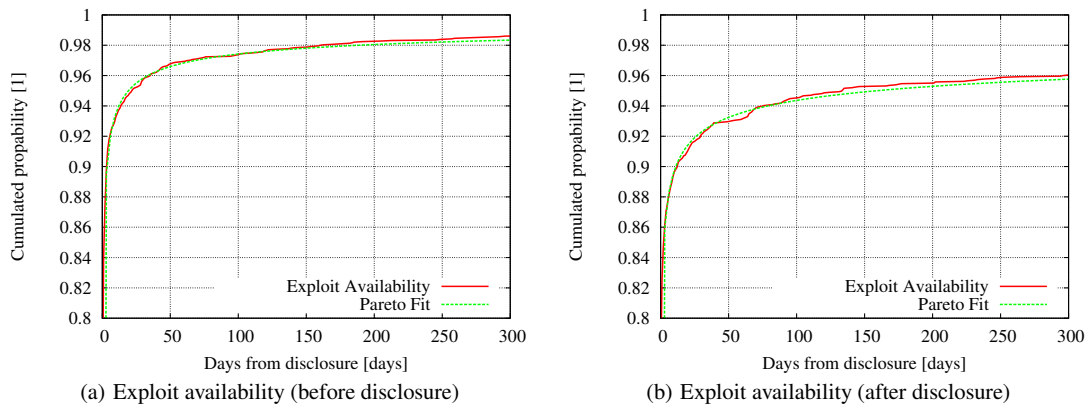 1
0.98
0.96
0.94
0.92
0.9
0.88
0.86
0.84
0.82
0.8
Cumulated propability [1]
0 50 100 150 200 250 300
Days from disclosure [days]
Exploit Availability
Pareto Fit
(a) Exploit availability (before disclosure)
1
0.98
0.96
0.94
0.92
0.9
0.88
0.86
0.84
0.82
0.8
Cumulated propability [1]
0 50 100 150 200 250 300
Days from disclosure [days]
Exploit Availability
Pareto Fit
(b) Exploit availability (after disclosure)